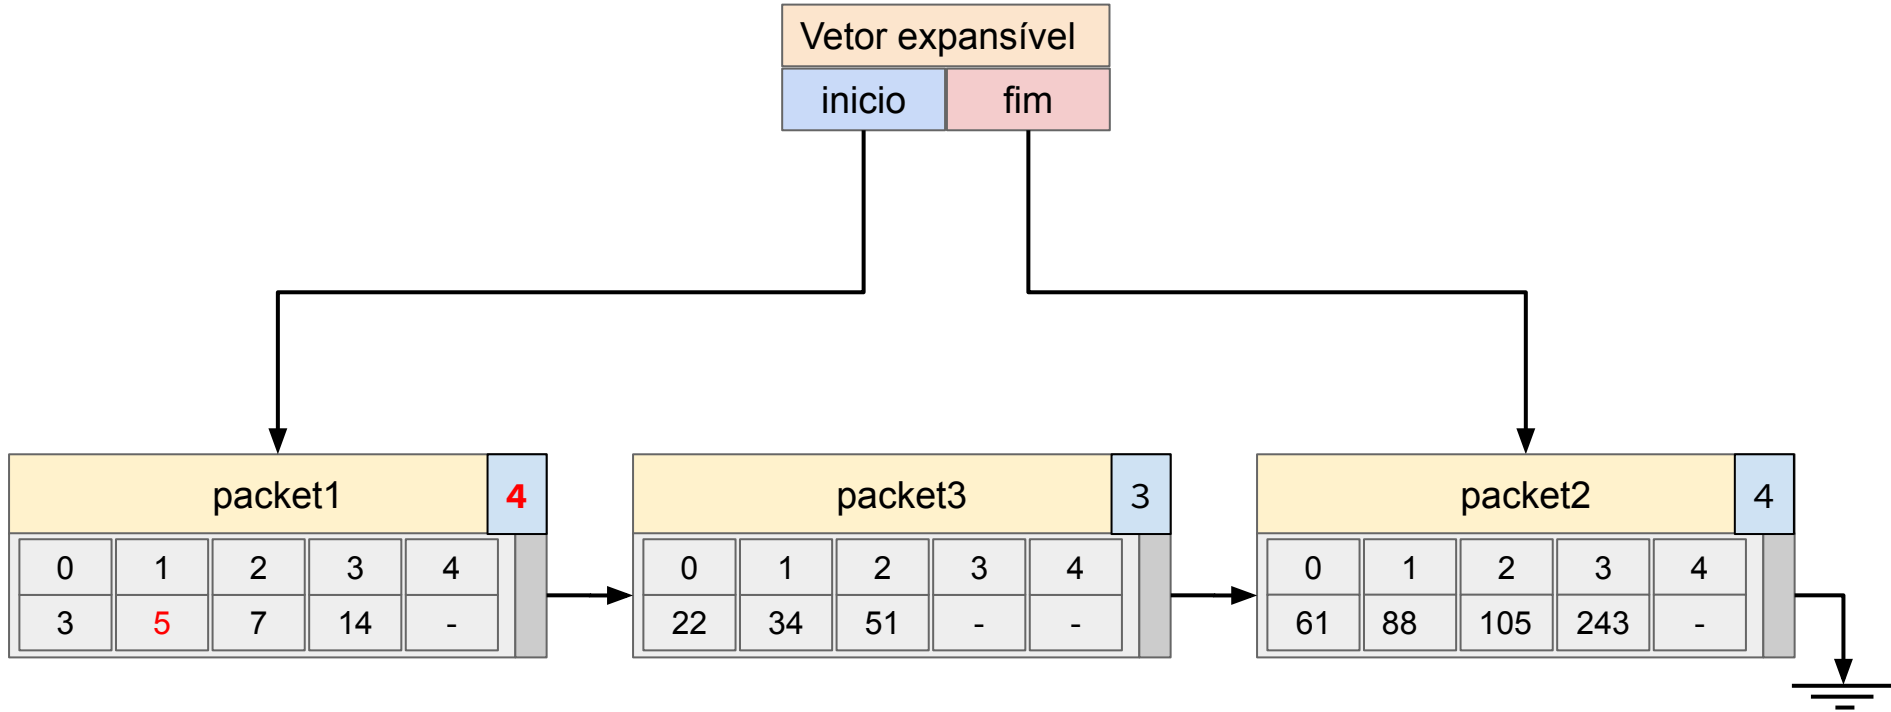 Vetor expansível
inicio fim
packet1 4 packet3 3 packet2 4
0 1 2 3 4 0 1 2 3 4 0 1 2 3 4
3 5 7 14 - 22 34 51 - - 61 88 105 243 -